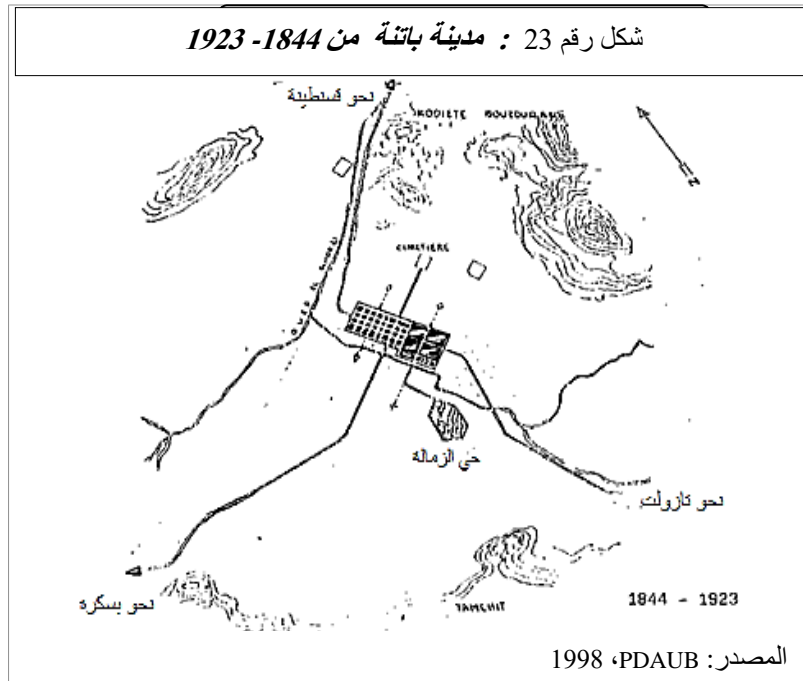 شكل رقم 23 : مدينة باتنة من 1844- 1923
نحو قسنطينة
KODIETE
CIMETIERE
حي الزمالة
نحو تازولت
نحو بسكرة
TAMCHIT
1844 - 1923
المصدر: PDAUB، 1998